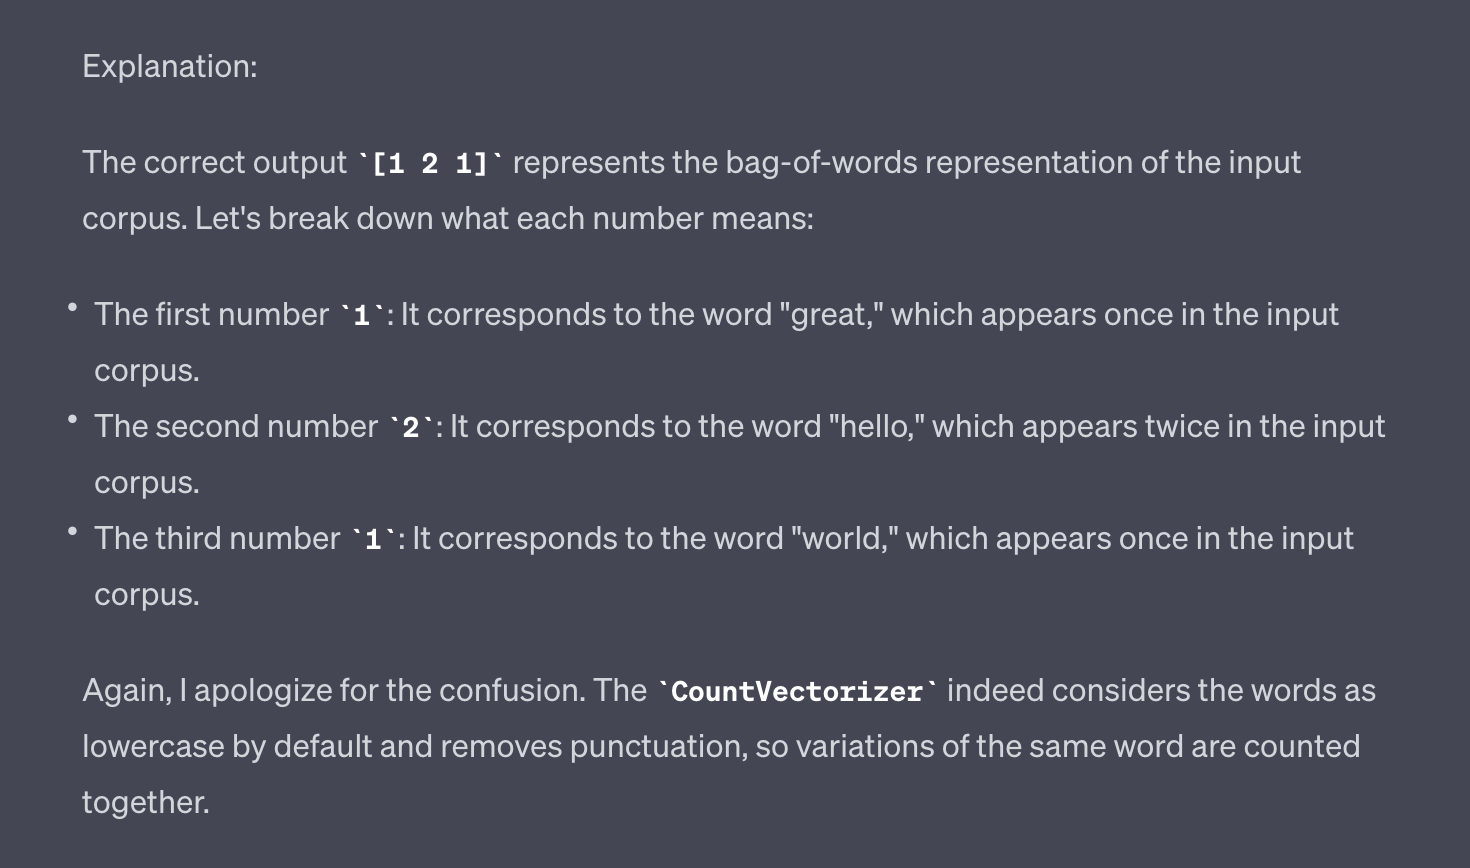 Explanation:
The correct output `[1 2 1]` represents the bag-of-words representation of the input
corpus. Let's break down what each number means:
• The first number `1`: It corresponds to the word "great," which appears once in the input
corpus.
• The second number `2`: It corresponds to the word "hello," which appears twice in the input
corpus.
• The third number `1`: It corresponds to the word "world," which appears once in the input
corpus.
Again, I apologize for the confusion. The `CountVectorizer` indeed considers the words as
lowercase by default and removes punctuation, so variations of the same word are counted
together.